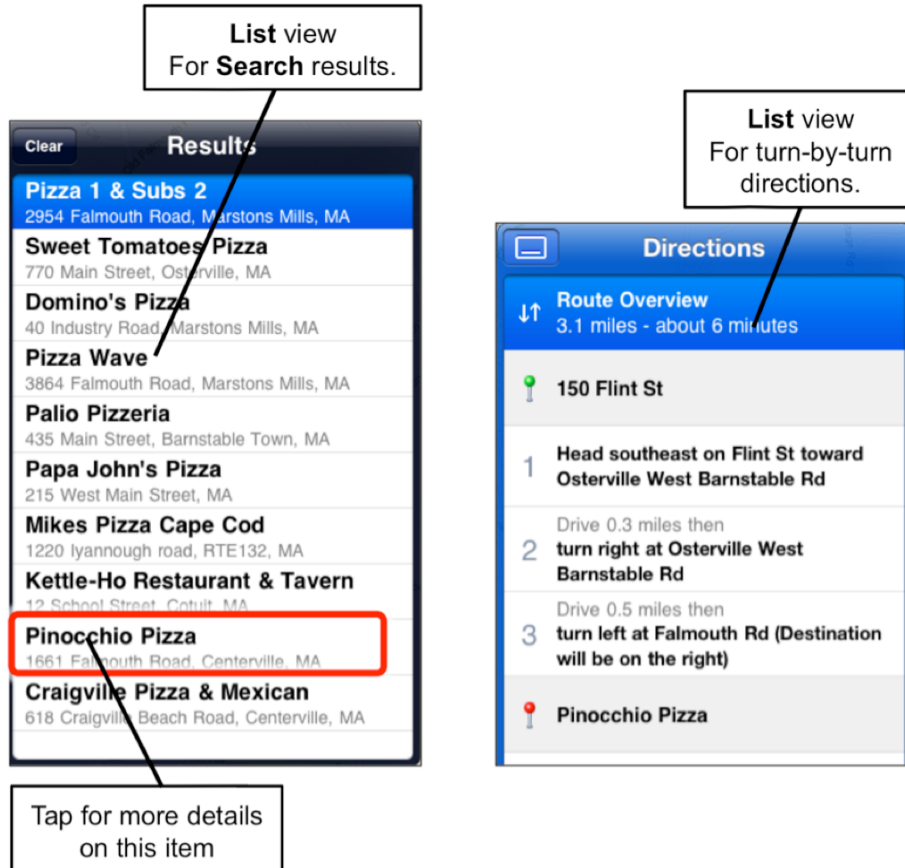 List view
For Search results.
Clear
Results
Pizza 1 & Subs 2
2954 Falmouth Road, Marstons Mills, MA
Sweet Tomatoes Pizza
770 Main Street, Osterville, MA
Domino's Pizza
40 Industry Road, Marstons Mills, MA
Pizza Wave
3864 Falmouth Road, Marstons Mills, MA
Palio Pizzeria
435 Main Street, Barnstable Town, MA
Papa John's Pizza
215 West Main Street, MA
Mikes Pizza Cape Cod
1220 Iyannough road, RTE132, MA
Kettle-Ho Restaurant & Tavern
12 School Street, Cotuit, MA
Pinocchio Pizza
1661 Falmouth Road, Centerville, MA
Craigville Pizza & Mexican
618 Craigville Beach Road, Centerville, MA
Tap for more details
on this item
List view
For turn-by-turn
directions.
Directions
Route Overview
3.1 miles - about 6 minutes
150 Flint St
1
Head southeast on Flint St toward
Osterville West Barnstable Rd
Drive 0.3 miles then
2 turn right at Osterville West
Barnstable Rd
Drive 0.5 miles then
3 turn left at Falmouth Rd (Destination
will be on the right)
Pinocchio Pizza